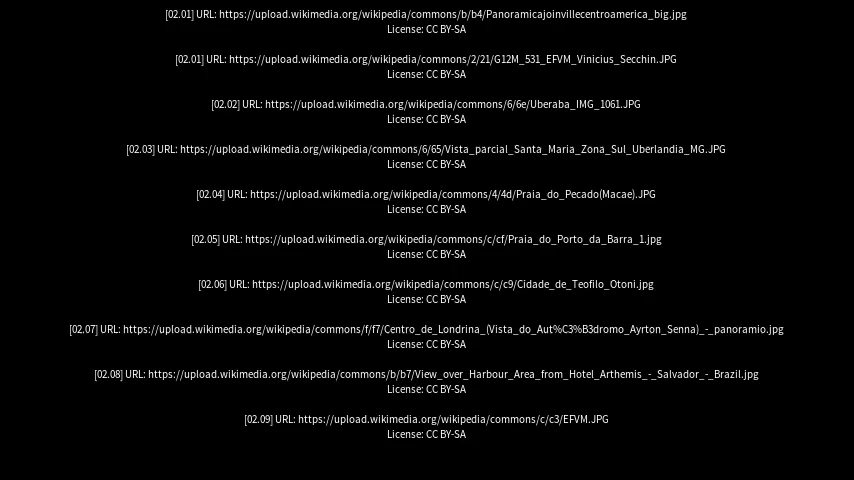 [02.01] URL: https://upload.wikimedia.org/wikipedia/commons/b/b4/Panoramicajoinvillecentroamerica_big.jpg
License: CC BY-SA
[02.01] URL: https://upload.wikimedia.org/wikipedia/commons/2/21/G12M_531_EFVM_Vinicius_Secchin.JPG
License: CC BY-SA
[02.02] URL: https://upload.wikimedia.org/wikipedia/commons/6/6e/Uberaba_IMG_1061.JPG
License: CC BY-SA
[02.03] URL: https://upload.wikimedia.org/wikipedia/commons/6/65/Vista_parcial_Santa_Maria_Zona_Sul_Uberlandia_MG.JPG
License: CC BY-SA
[02.04] URL: https://upload.wikimedia.org/wikipedia/commons/4/4d/Praia_do_Pecado(Macae).JPG
License: CC BY-SA
[02.05] URL: https://upload.wikimedia.org/wikipedia/commons/c/cf/Praia_do_Porto_da_Barra_1.jpg
License: CC BY-SA
[02.06] URL: https://upload.wikimedia.org/wikipedia/commons/c/c9/Cidade_de_Teofilo_Otoni.jpg
License: CC BY-SA
[02.07] URL: https://upload.wikimedia.org/wikipedia/commons/f/f7/Centro_de_Londrina_(Vista_do_Aut%C3%B3dromo_Ayrton_Senna)_-_panoramio.jpg
License: CC BY-SA
[02.08] URL: https://upload.wikimedia.org/wikipedia/commons/b/b7/View_over_Harbour_Area_from_Hotel_Arthemis_-_Salvador_-_Brazil.jpg
License: CC BY-SA
[02.09] URL: https://upload.wikimedia.org/wikipedia/commons/c/c3/EFVM.JPG
License: CC BY-SA